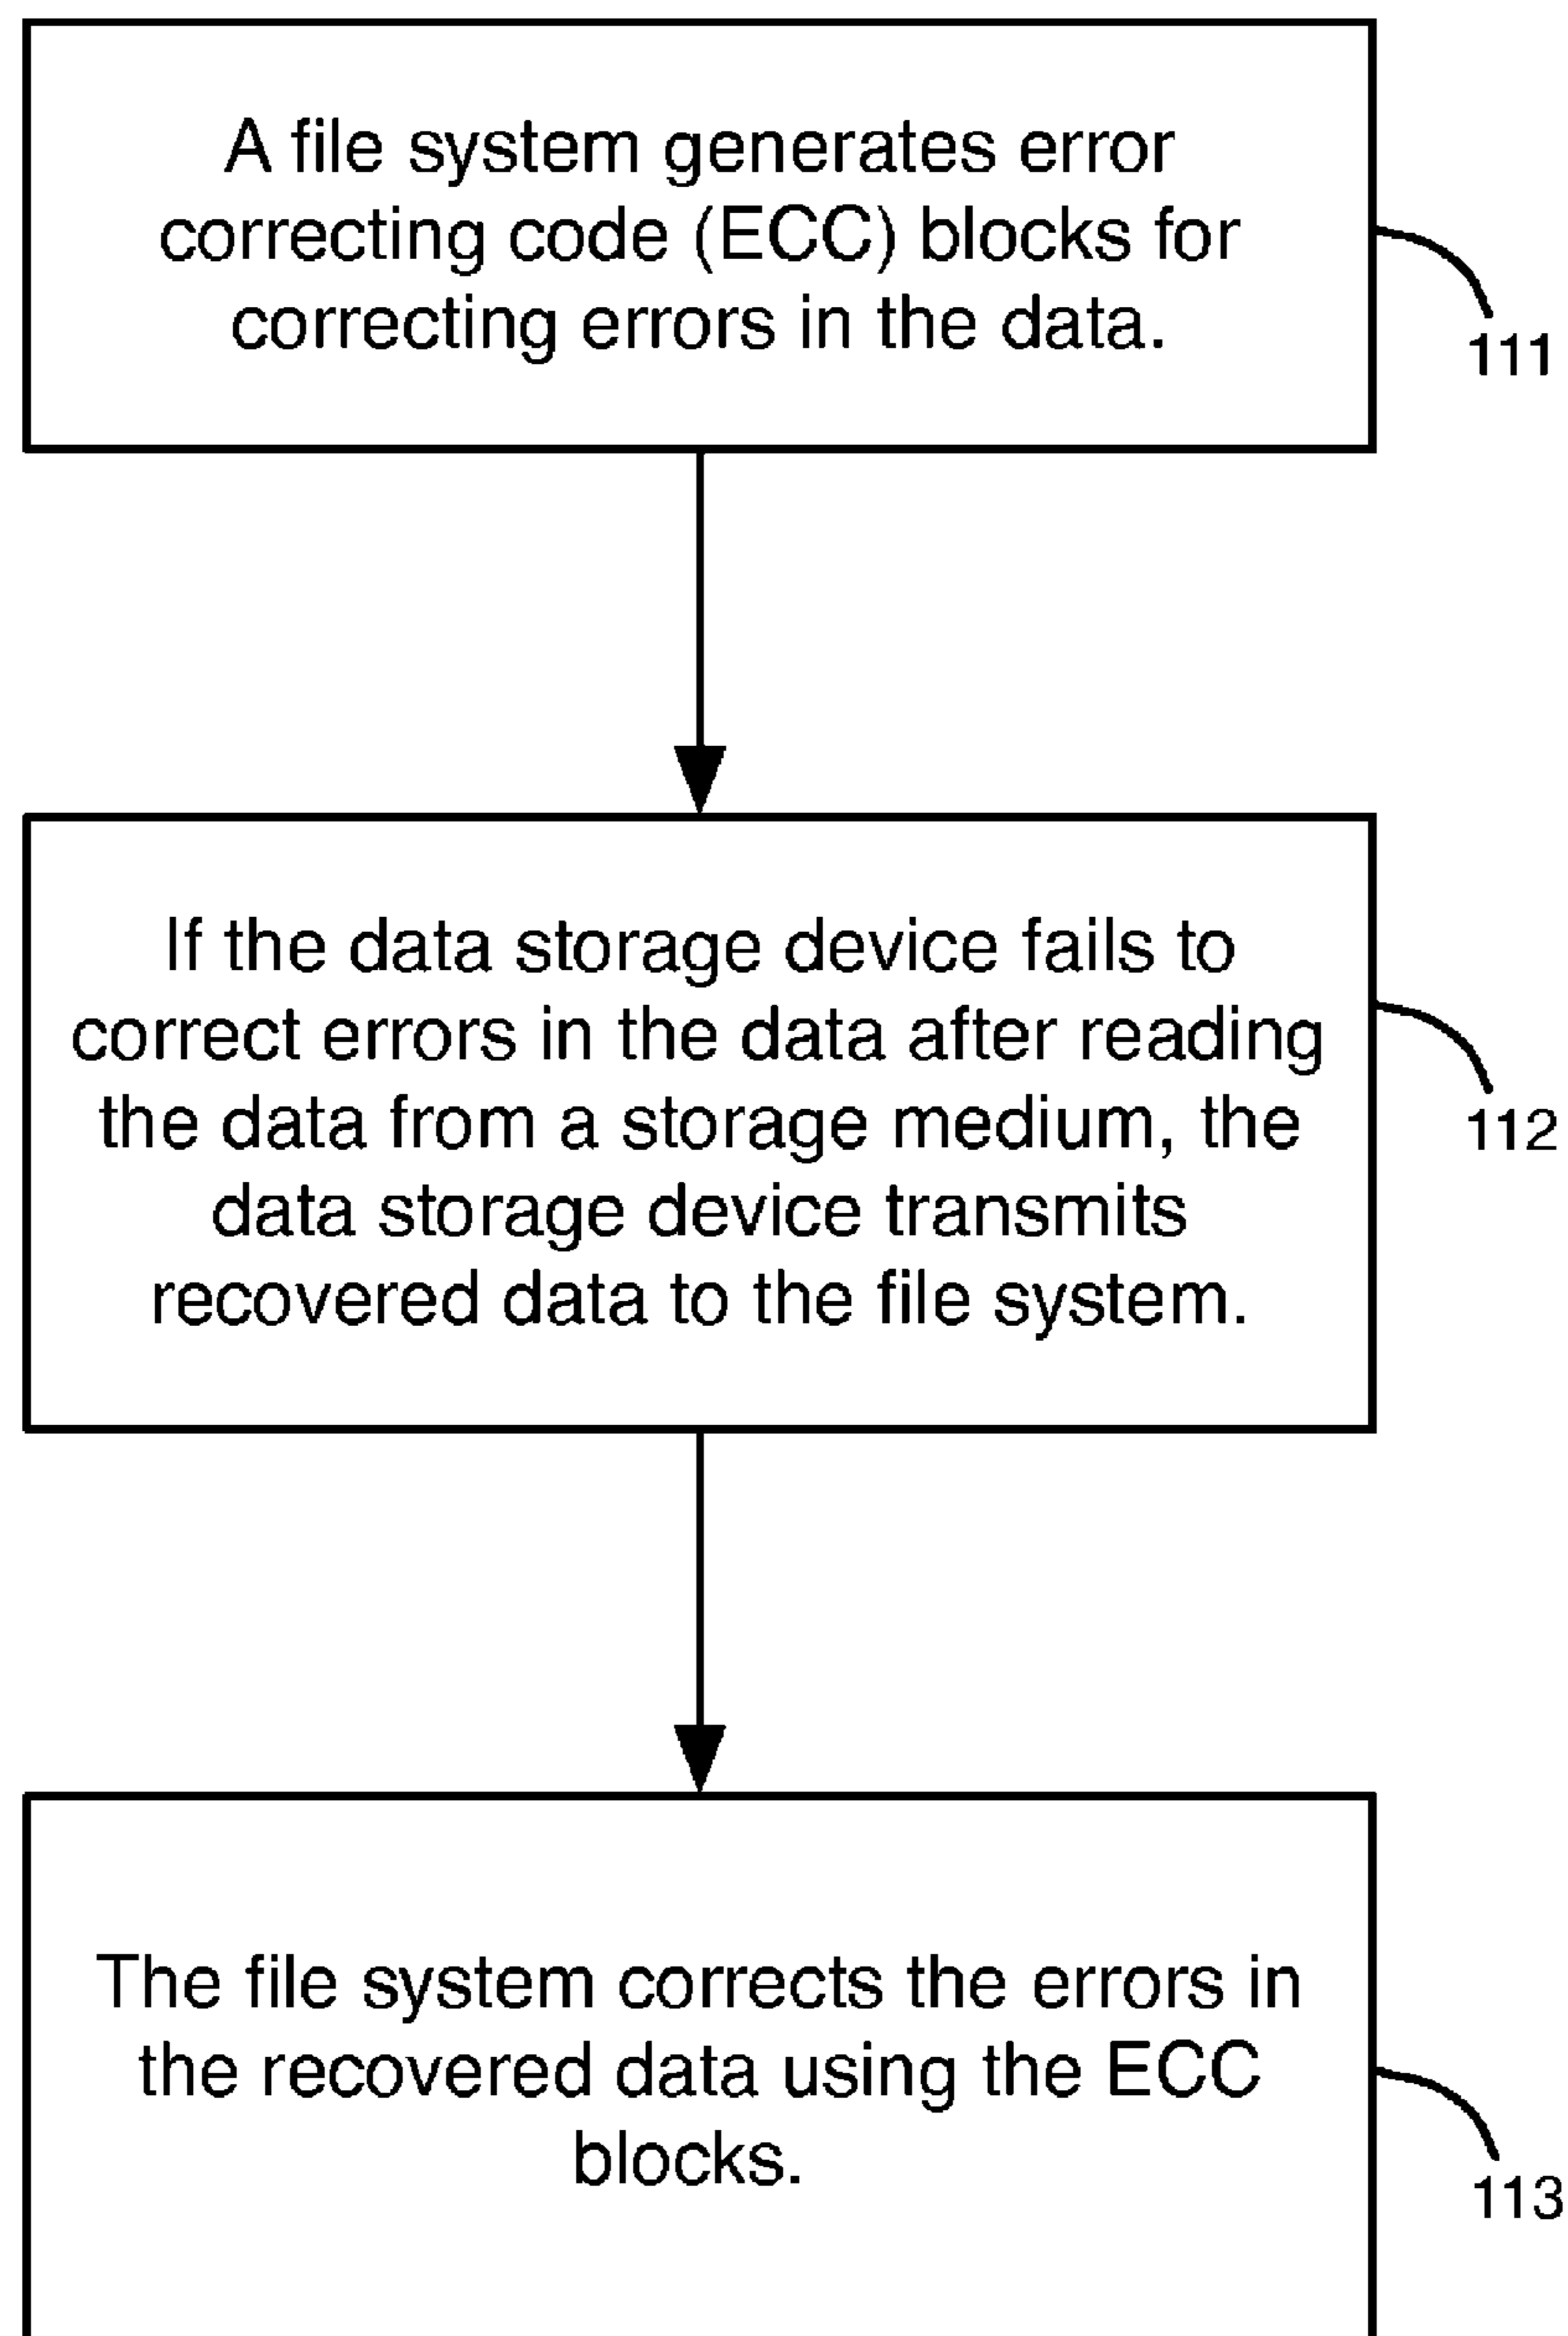 A file system generates error
correcting code (ECC) blocks for
correcting errors in the data.
111
If the data storage device fails to
correct errors in the data after reading
the data from a storage medium, the
data storage device transmits
recovered data to the file system.
112
The file system corrects the errors in
the recovered data using the ECC
blocks.
113